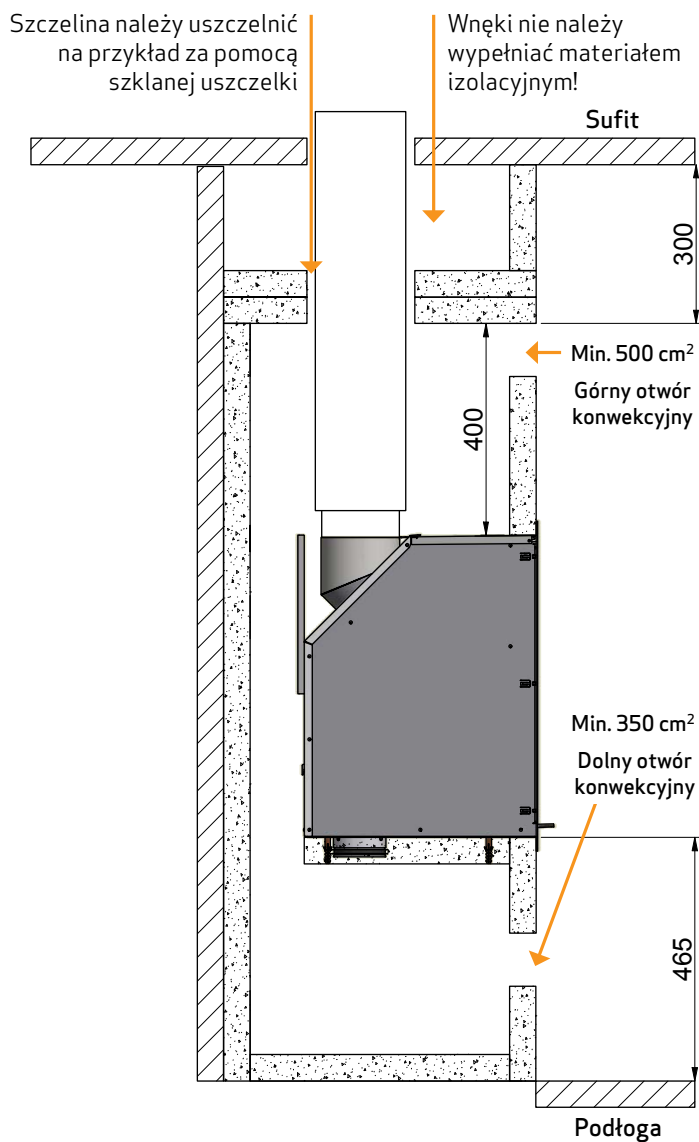 Szczelina należy uszczelnić
na przykład za pomocą
szklanej uszczelki
Wnęki nie należy
wypełniać materiałem
izolacyjnym!
Sufit
300
Min. 500 cm²
Górny otwór
konwekcyjny
400
Min. 350 cm²
Dolny otwór
konwekcyjny
465
Podłoga